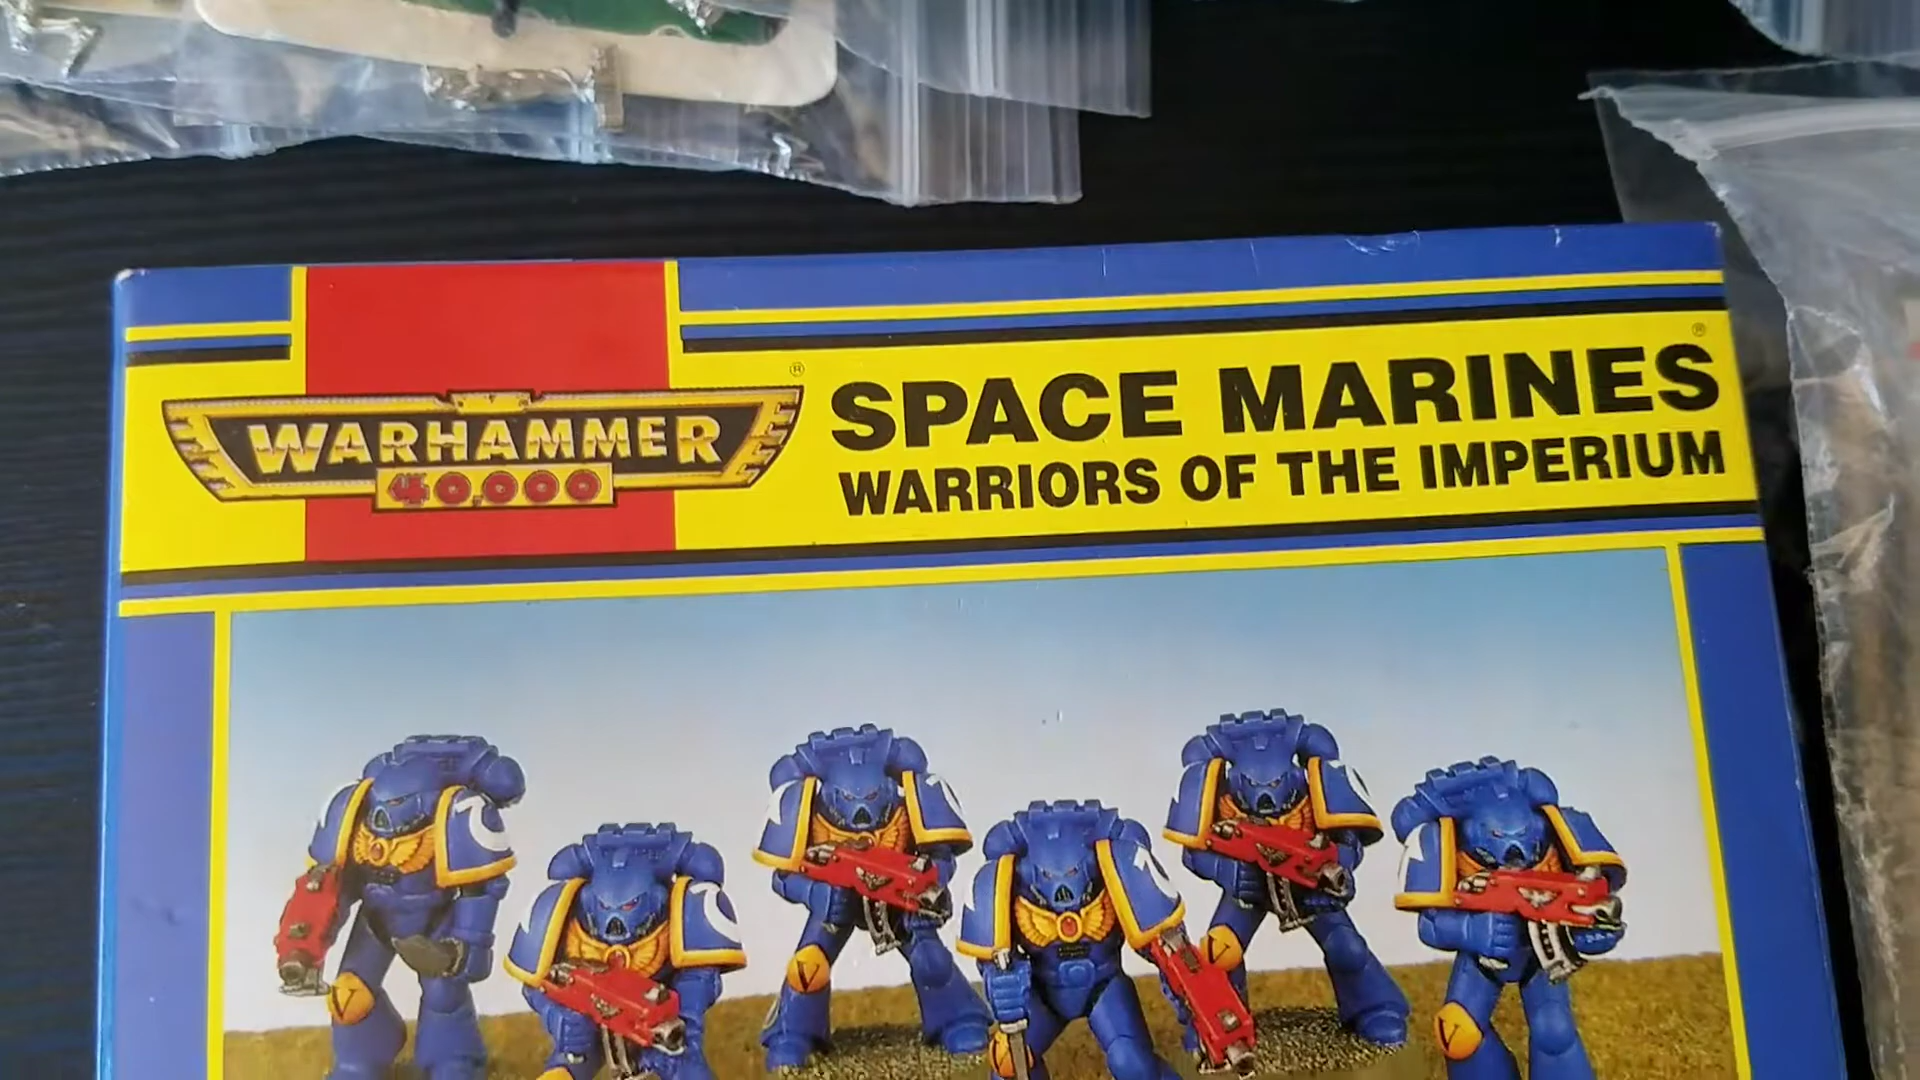 WARHAMMER
40,000
®
SPACE MARINES®
WARRIORS OF THE IMPERIUM
V
V
V
V